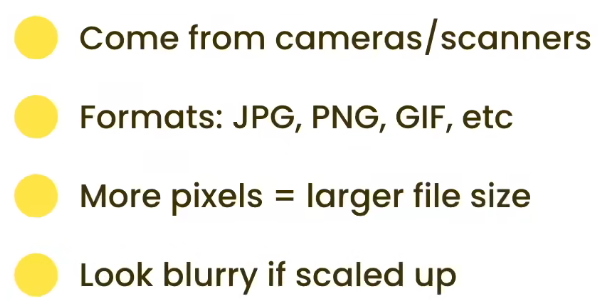 Come from cameras/scanners
Formats: JPG, PNG, GIF, etc
More pixels = larger file size
Look blurry if scaled up